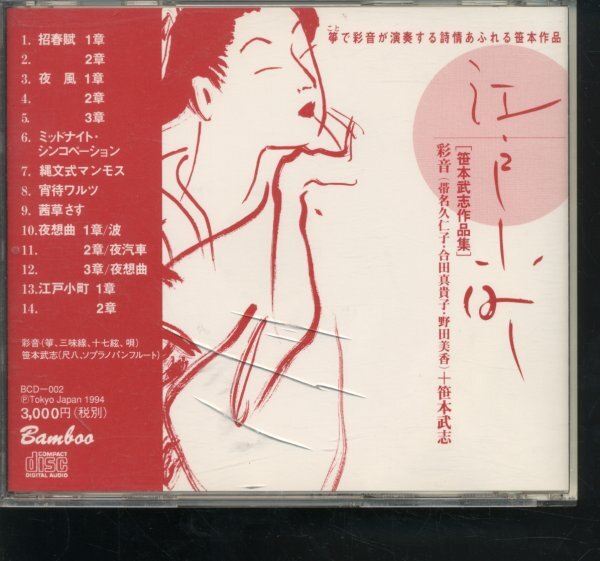 1. 招春賦 1章
2. 2章
3. 夜 風 1章
4. 2章
5. 3章
6. ミッドナイト・
シンコペーション
7. 縄文式マンモス
8. 宵待ワルツ
9. 茜草さす
10. 夜想曲 1章/波
11. 2章/夜汽車
12. 3章/夜想曲
13. 江戸小町 1章
14. 2章
彩音(箏、三味線、十七絃、唄)
笹本武志(尺八、ソプラノパンフルート)
BCD-002
ⓅTokyo Japan 1994
3,000円(税別)
Bamboo
COMPACT
disc
DIGITAL AUDIO
こと
箏で彩音が演奏する詩情あふれる笹本作品
江戸小町
[笹本武志作品集]
彩音(帯名久仁子・合田真貴子・野田美香)+笹本武志